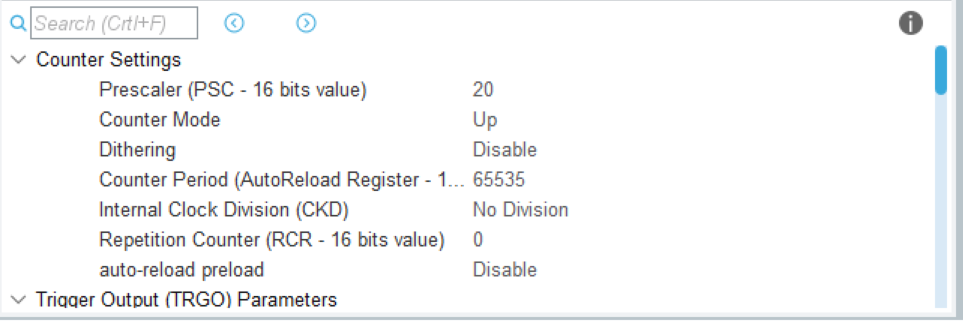 Search (Crtl+F)
Counter Settings
Prescaler (PSC - 16 bits value) 20
Counter Mode Up
Dithering Disable
Counter Period (AutoReload Register - 1... 65535
Internal Clock Division (CKD) No Division
Repetition Counter (RCR - 16 bits value) 0
auto-reload preload Disable
Trigger Output (TRGO) Parameters